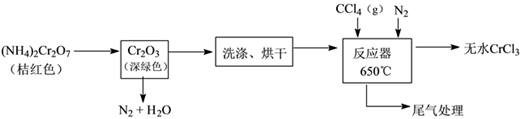 CCl₄（g） N₂
(NH₄)₂Cr₂O₇
(桔红色)
Cr₂O₃
(深绿色)
洗涤、烘干
反应器
650℃
无水CrCl₃
N₂ + H₂O
尾气处理